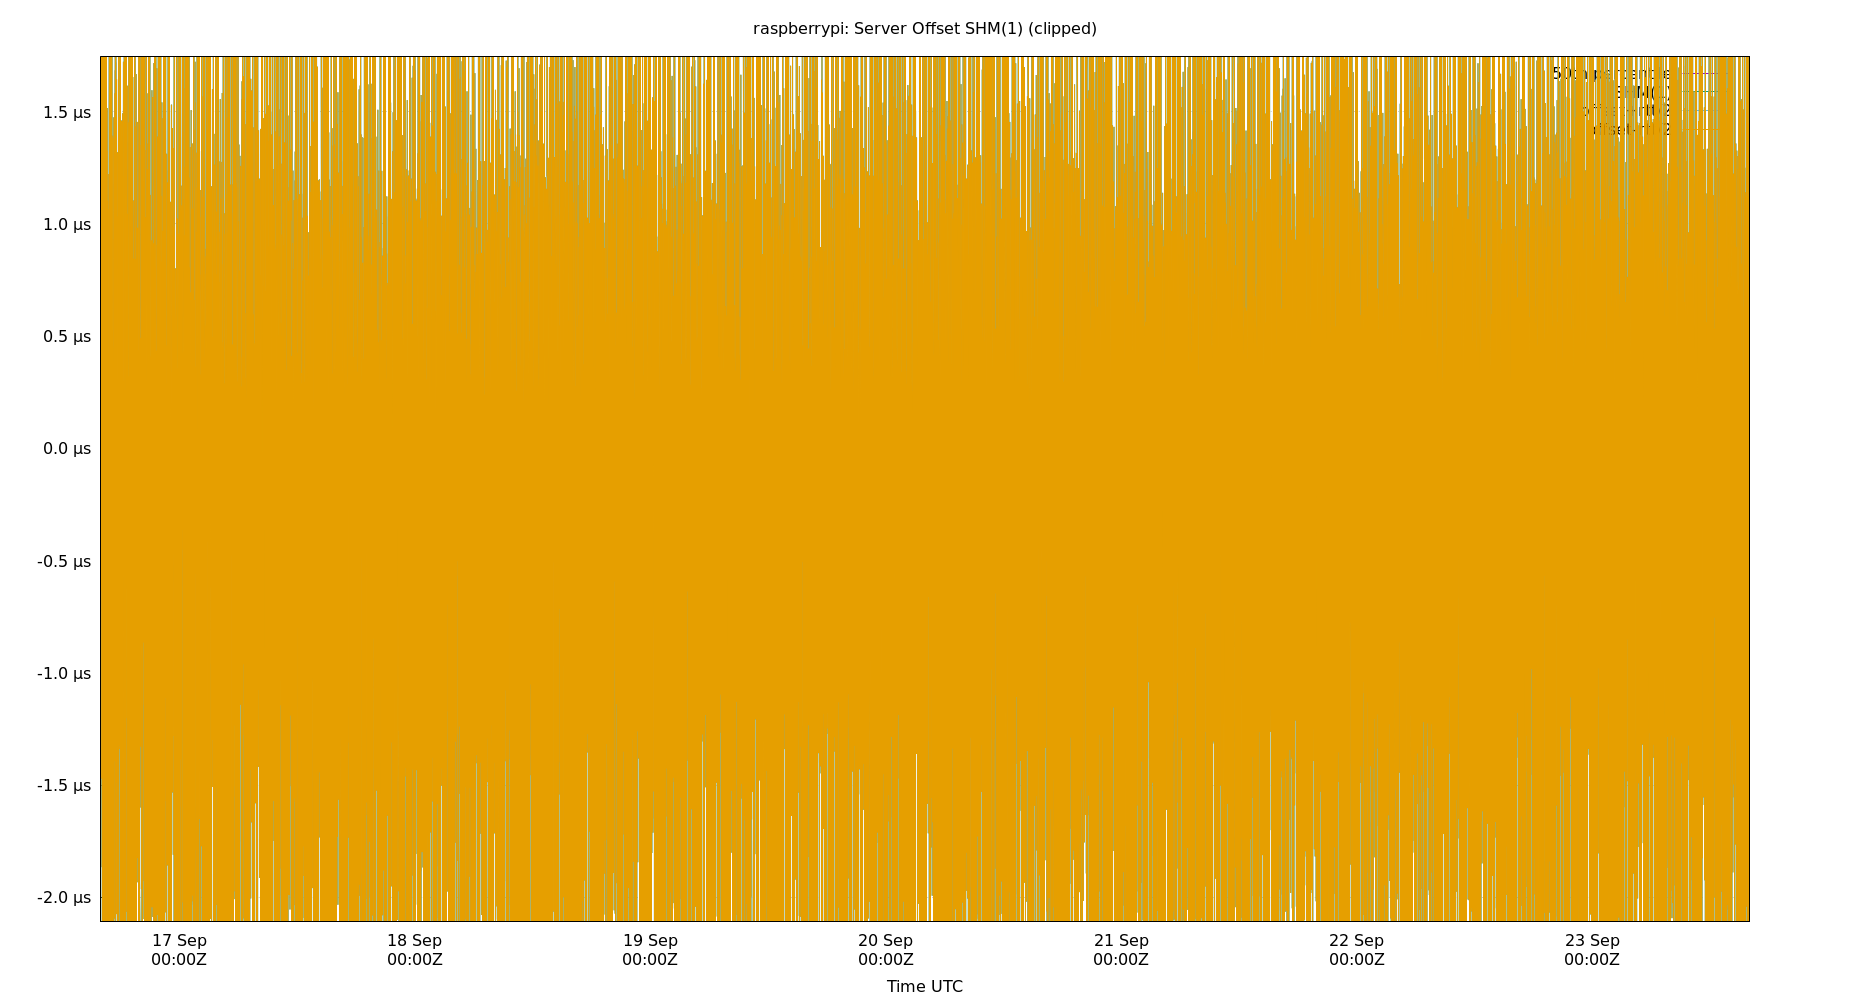 raspberrypi: Server Offset SHM(1) (clipped)
1.5 µs
1.0 µs
0.5 µs
0.0 µs
-0.5 µs
-1.0 µs
-1.5 µs
-2.0 µs
17 Sep
00:00Z
18 Sep
00:00Z
19 Sep
00:00Z
20 Sep
00:00Z
21 Sep
00:00Z
22 Sep
00:00Z
23 Sep
00:00Z
Time UTC